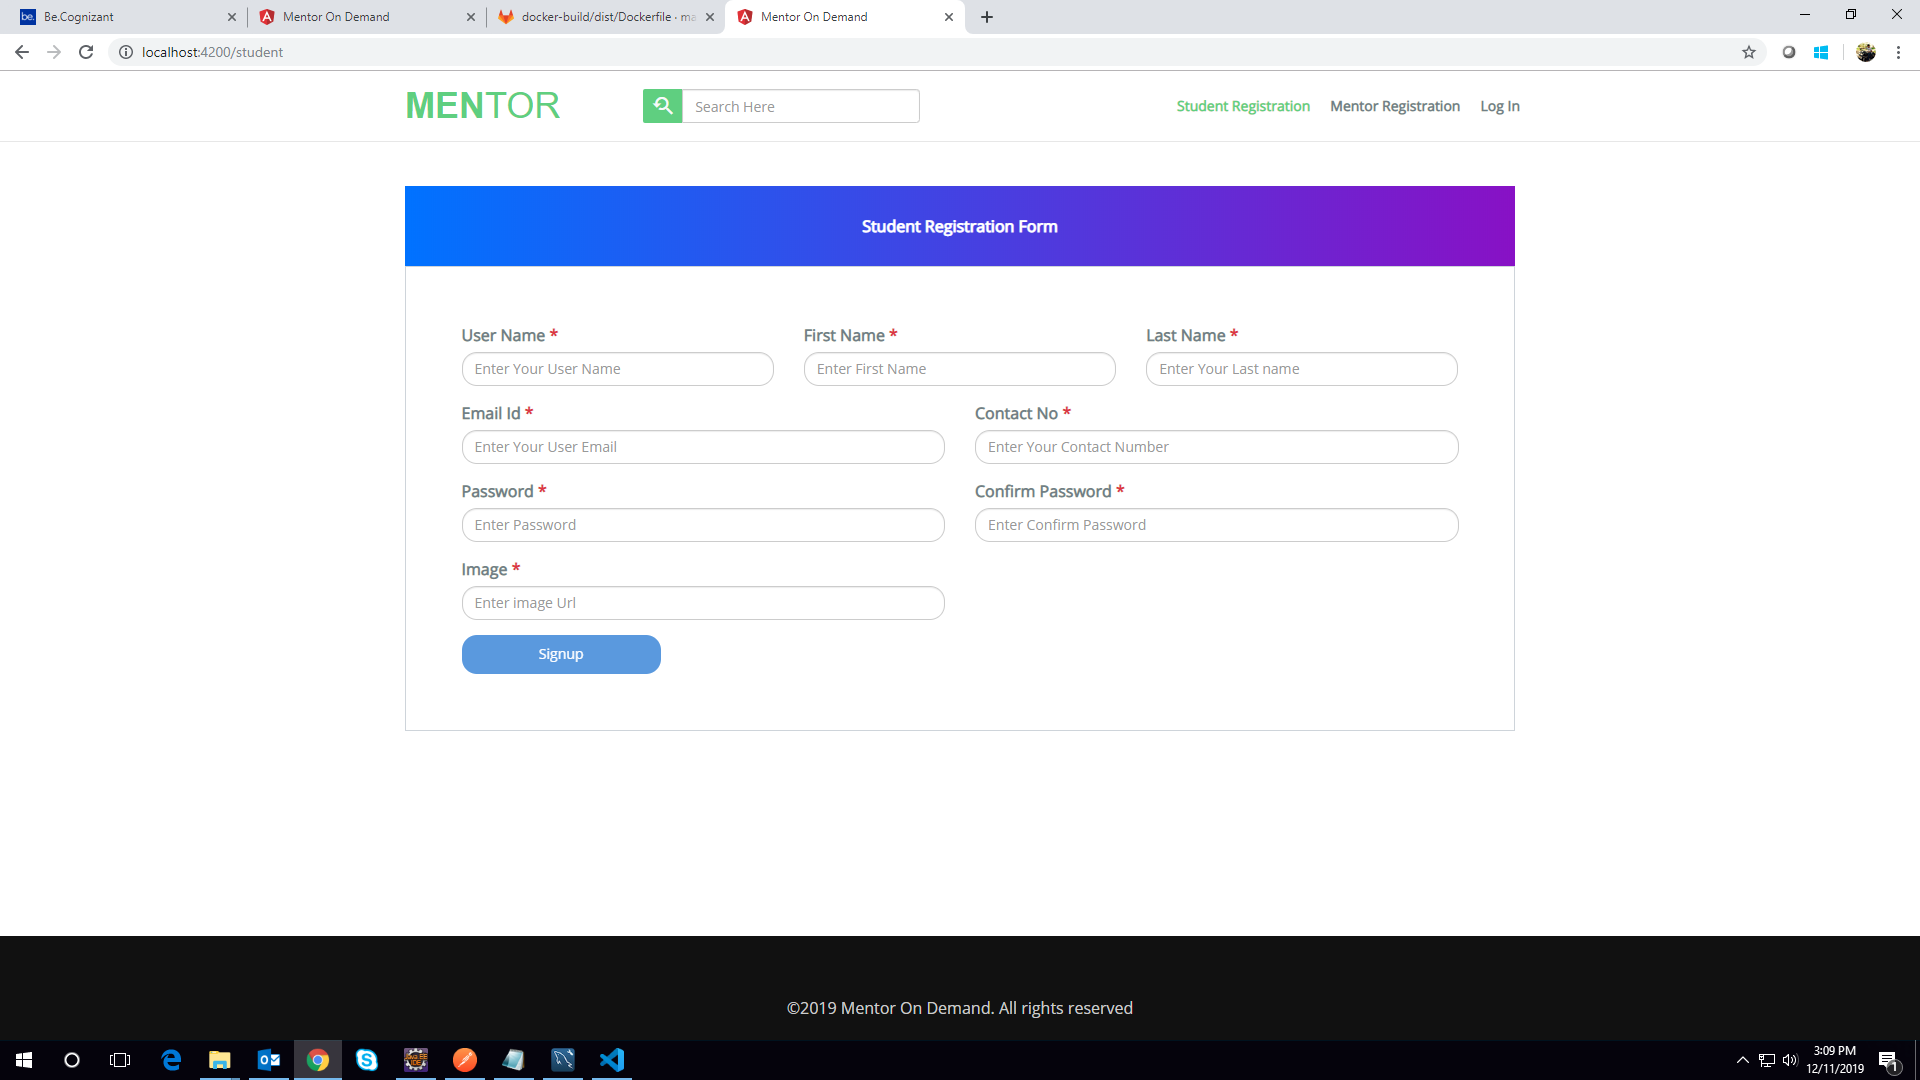 be. Be.Cognizant
Mentor On Demand
docker-build/dist/Dockerfile · ma
Mentor On Demand
localhost:4200/student
MENTOR
Search Here
Student Registration
Mentor Registration
Log In
Student Registration Form
User Name *
First Name *
Last Name *
Enter Your User Name
Enter First Name
Enter Your Last name
Email Id *
Contact No *
Enter Your User Email
Enter Your Contact Number
Password *
Confirm Password *
Enter Password
Enter Confirm Password
Image *
Enter image Url
Signup
©2019 Mentor On Demand. All rights reserved
3:09 PM
12/11/2019
1